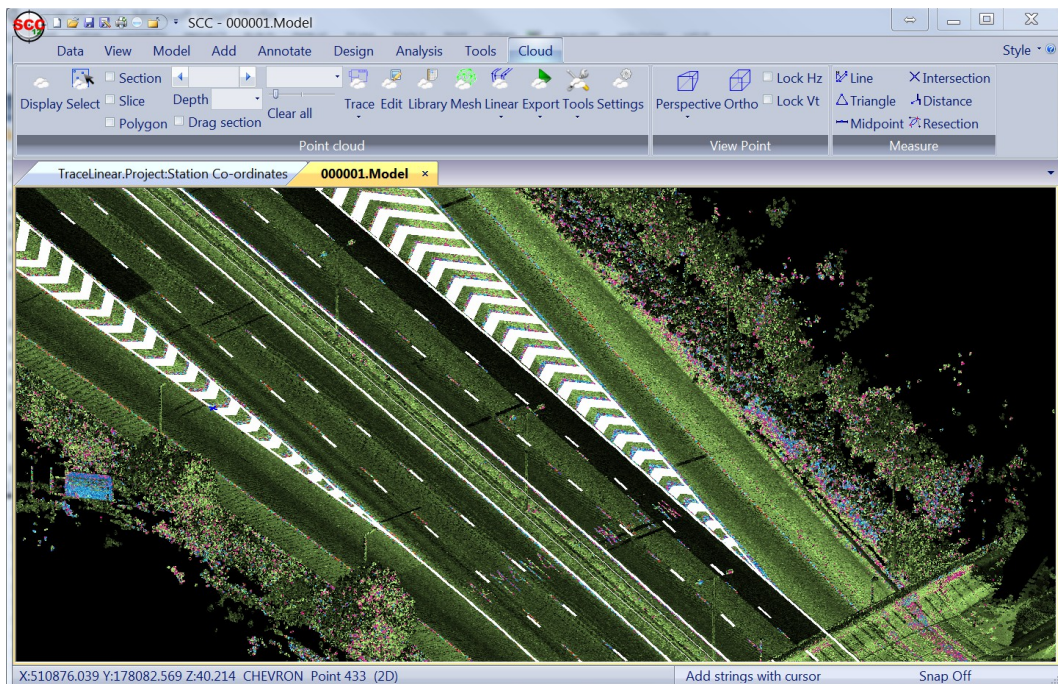 SCC
SCC - 000001.Model
Data View Model Add Annotate Design Analysis Tools Cloud Style
Display Select Section Slice Polygon Depth Drag section Clear all Trace Edit Library Mesh Linear Export Tools Settings Perspective Ortho Lock Hz Lock Vt Line Triangle Midpoint Intersection Distance Resection
Point cloud View Point Measure
TraceLinear.Project:Station Co-ordinates 000001.Model
X:510876.039 Y:178082.569 Z:40.214 CHEVRON Point 433 (2D) Add strings with cursor Snap Off